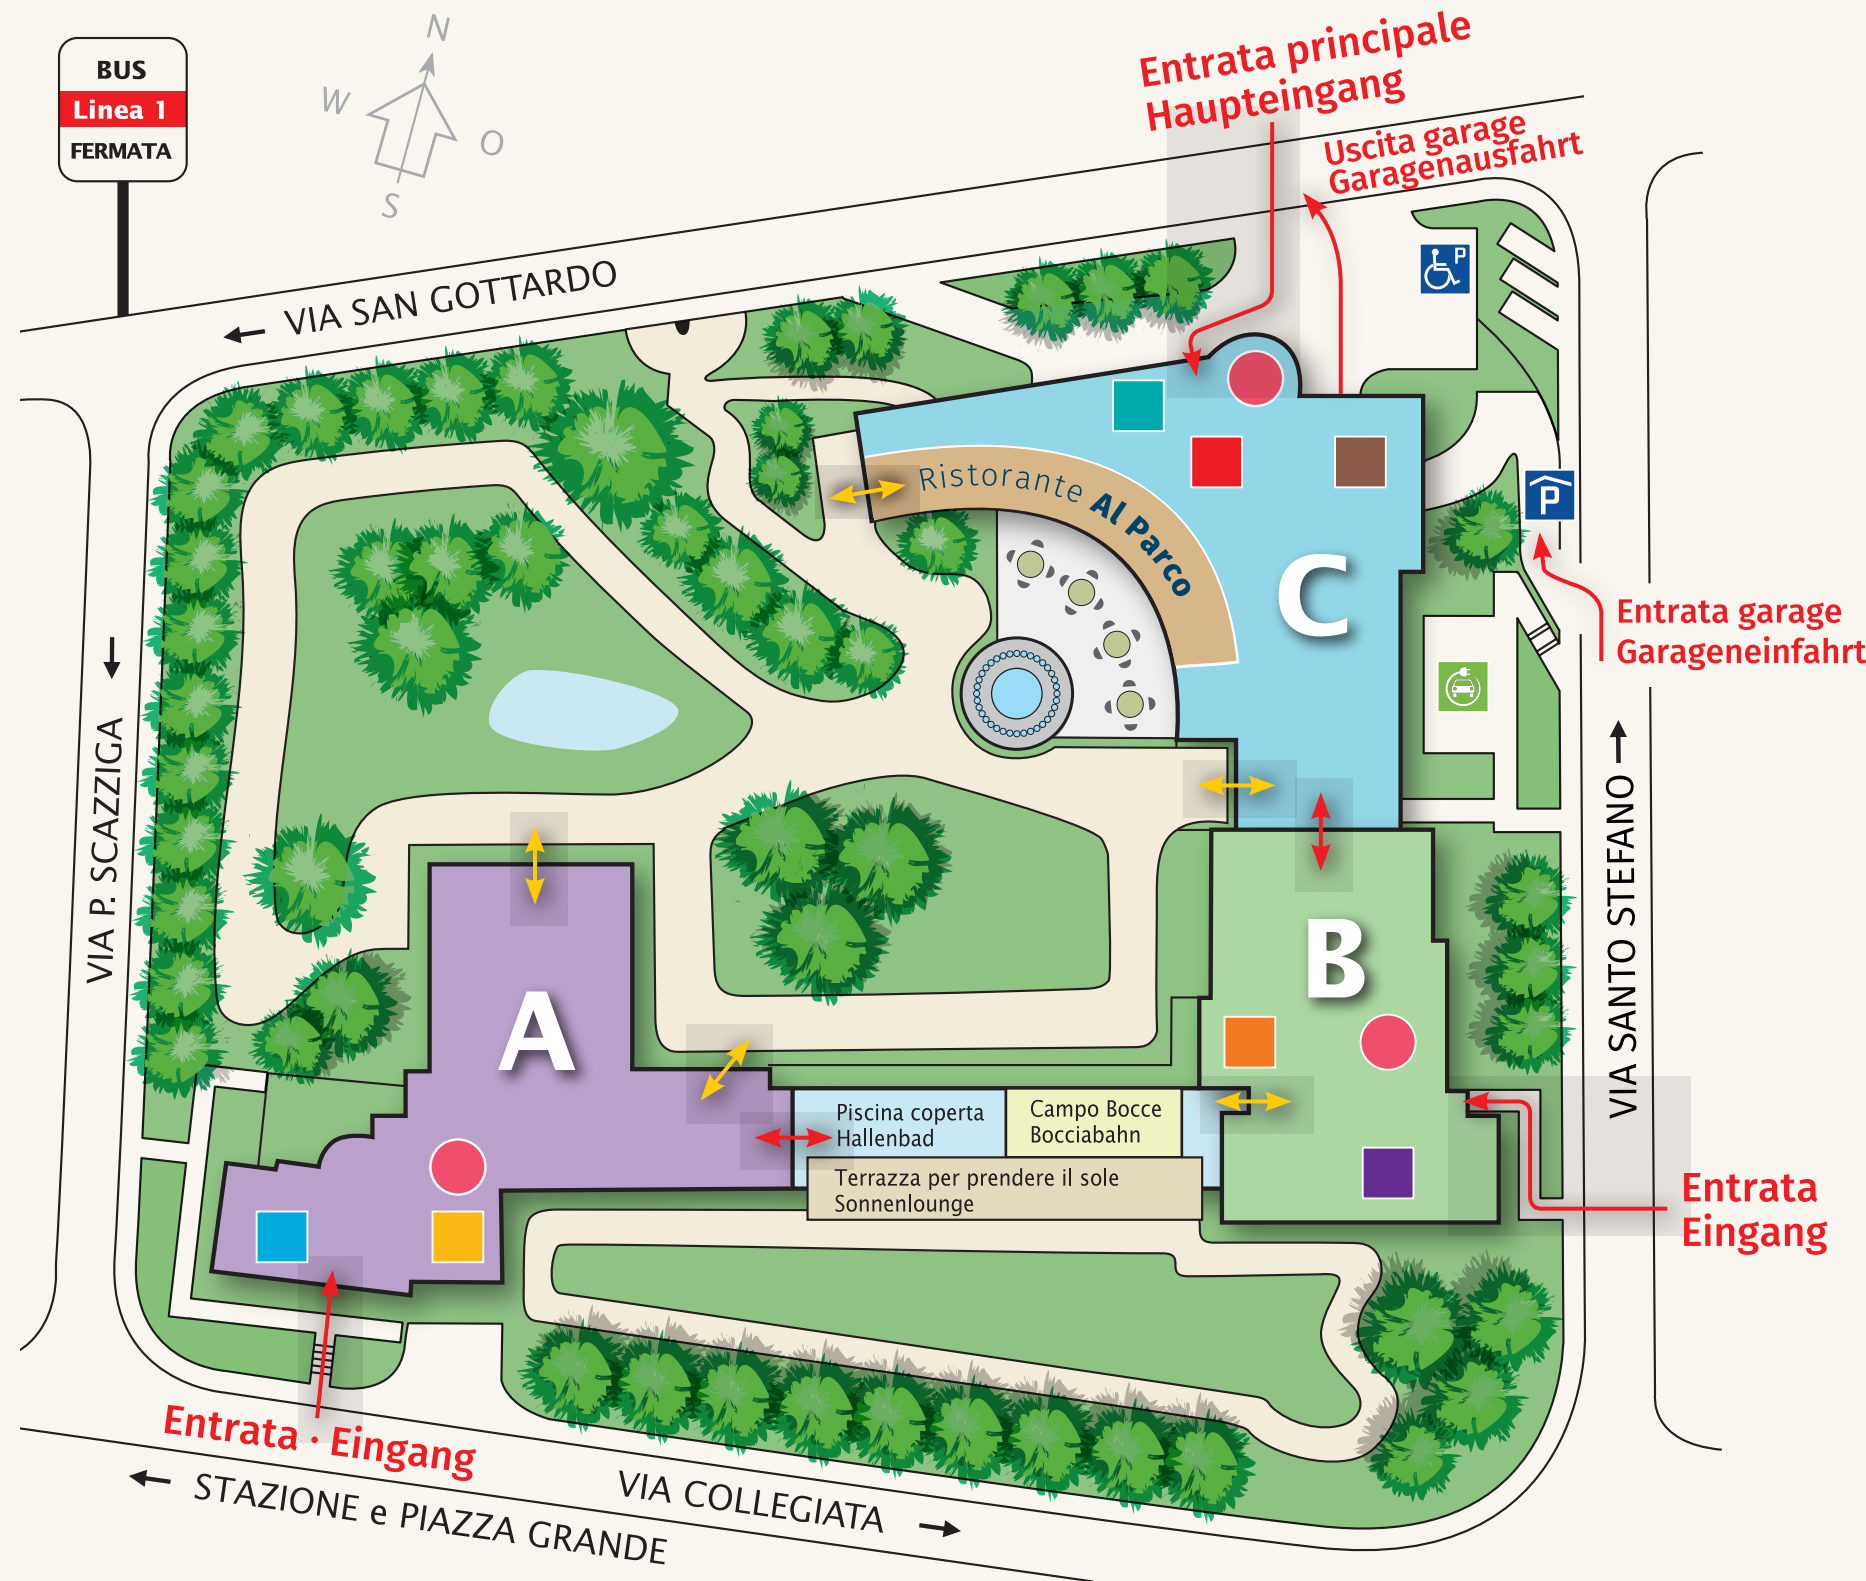 BUS
Linea 1
FERMATA
N
W
O
S
Entrata principale
Haupteingang
Uscita garage
Garagenausfahrt
VIA SAN GOTTARDO
P
Ristorante Al Parco
P
C
Entrata garage
Garageneinfahrt
VIA P. SCAZZIGA
VIA SANTO STEFANO
B
A
Piscina coperta
Hallenbad
Campo Bocce
Bocciabahn
Terrazza per prendere il sole
Sonnenlounge
Entrata
Eingang
Entrata · Eingang
VIA COLLEGIATA
STAZIONE e PIAZZA GRANDE